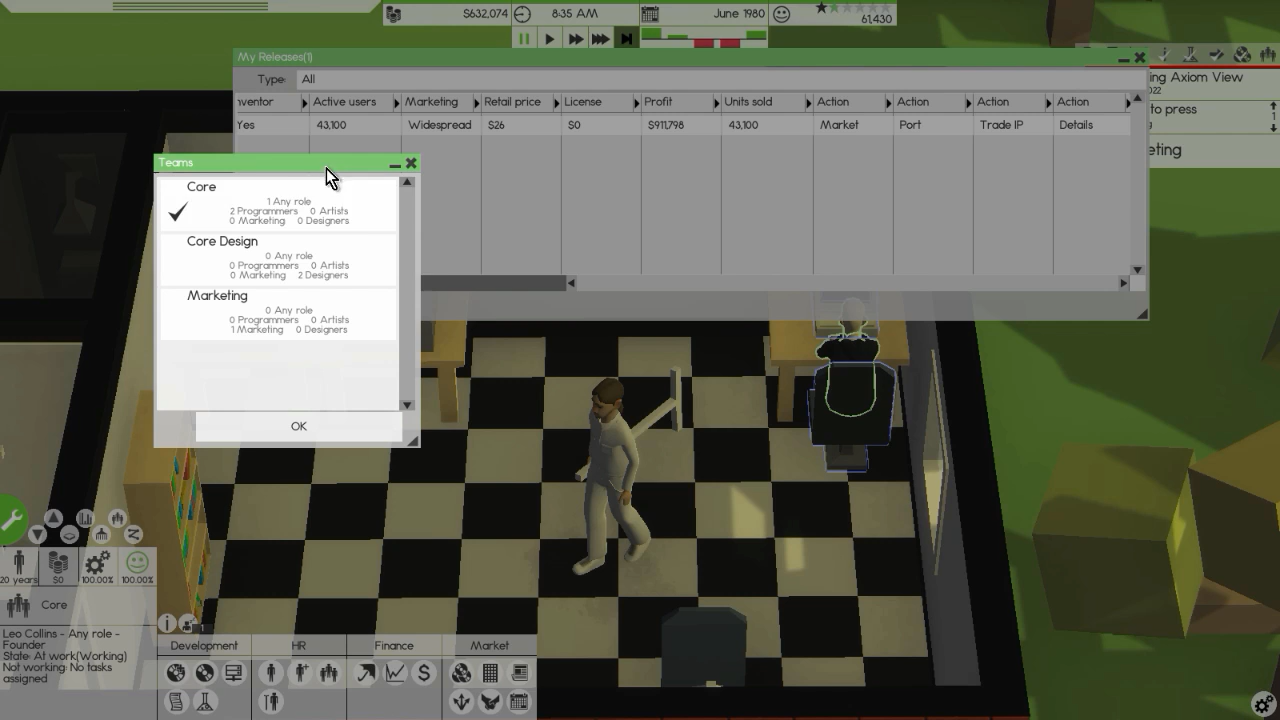 $632,074
8:35 AM
June 1980
61,430
My Releases(1)
Type: All
nventor Active users Marketing Retail price License Profit Units sold Action Action Action Action
Yes 43,100 Widespread $26 $0 $911,798 43,100 Market Port Trade IP Details
ing Axiom View
022
to press
1
eting
Teams
Core
1 Any role
2 Programmers 0 Artists
0 Marketing 0 Designers
Core Design
0 Any role
0 Programmers 0 Artists
0 Marketing 2 Designers
Marketing
0 Any role
0 Programmers 0 Artists
1 Marketing 0 Designers
OK
20 years $0 100.00% 100.00%
Core
Leo Collins - Any role -
Founder
State: At work(Working)
Not working: No tasks
assigned
1
Development HR Finance Market